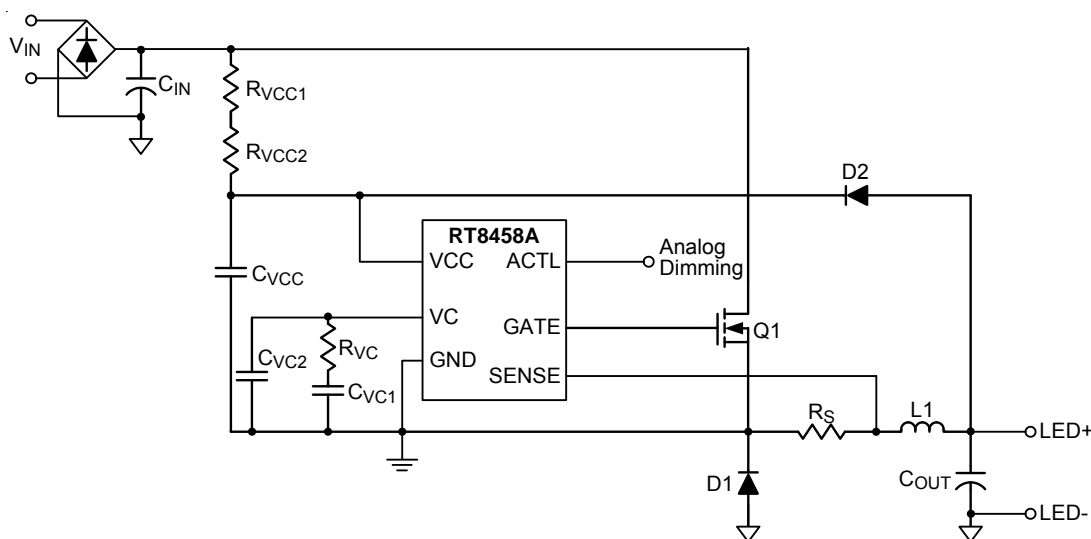 VIN
CIN
RVCC1
RVCC2
D2
RT8458A
VCC
ACTL
Analog
Dimming
CVCC
VC
GATE
Q1
RVC
CVC2
GND
CVC1
SENSE
RS
L1
LED+
D1
COUT
LED-